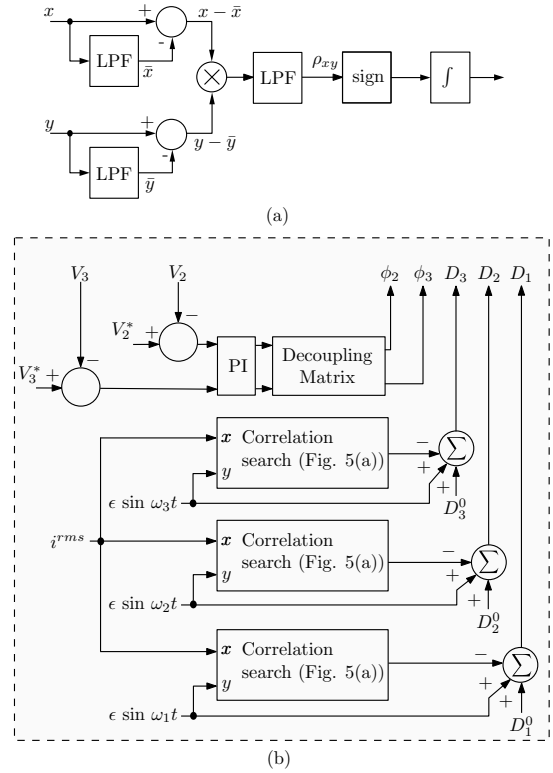 x + x − x̄
-
LPF x̄
× LPF ρxy sign ∫
y + y − ȳ
-
LPF ȳ
(a)
V3 V2 ϕ2 ϕ3 D3 D2 D1
V2* + −
V3* + −
PI
Decoupling
Matrix
x Correlation
y search (Fig. 5(a))
− + + Σ
ϵ sin ω3t
D3^0
i^rms
x Correlation
y search (Fig. 5(a))
− + + Σ
ϵ sin ω2t
D2^0
x Correlation
y search (Fig. 5(a))
− + + Σ
ϵ sin ω1t
D1^0
(b)